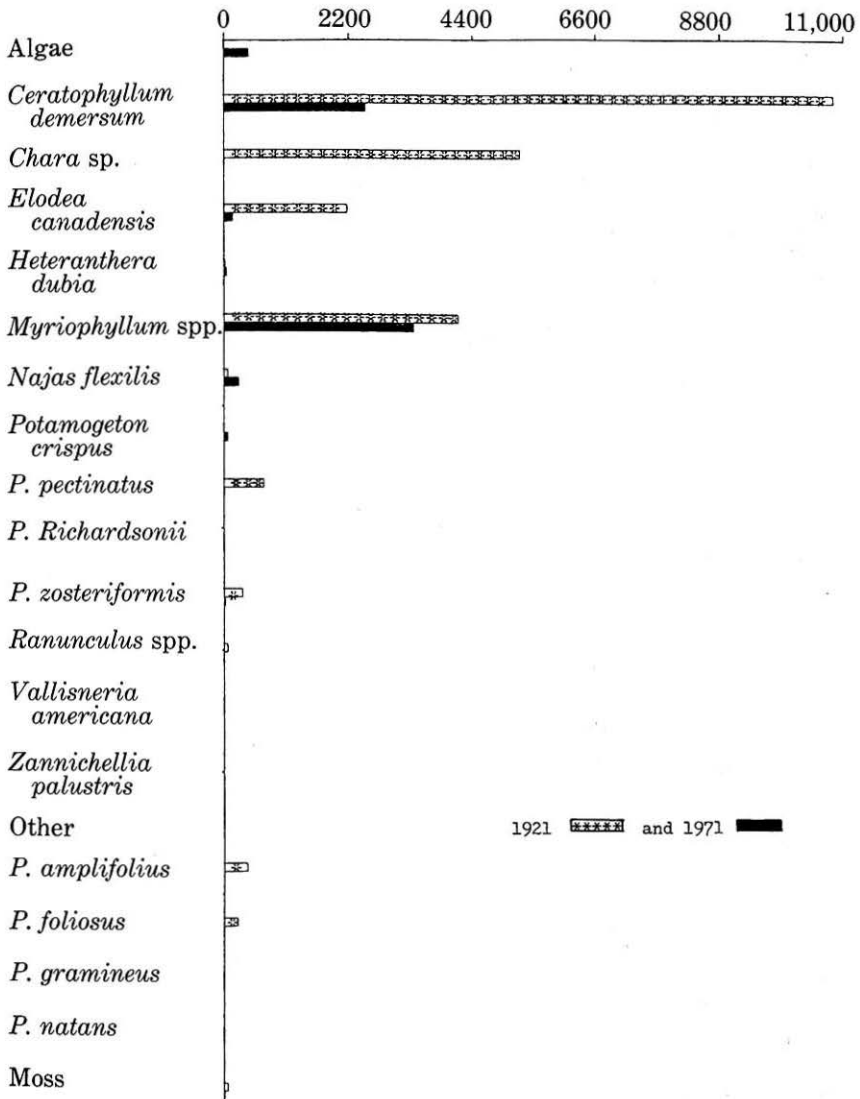 0 2200 4400 6600 8800 11,000
Algae
Ceratophyllum
demersum
Chara sp.
Elodea
canadensis
Heteranthera
dubia
Myriophyllum spp.
Najas flexilis
Potamogeton
crispus
P. pectinatus
P. Richardsonii
P. zosteriformis
Ranunculus spp.
Vallisneria
americana
Zannichellia
palustris
Other
1921 and 1971
P. amplifolius
P. foliosus
P. gramineus
P. natans
Moss